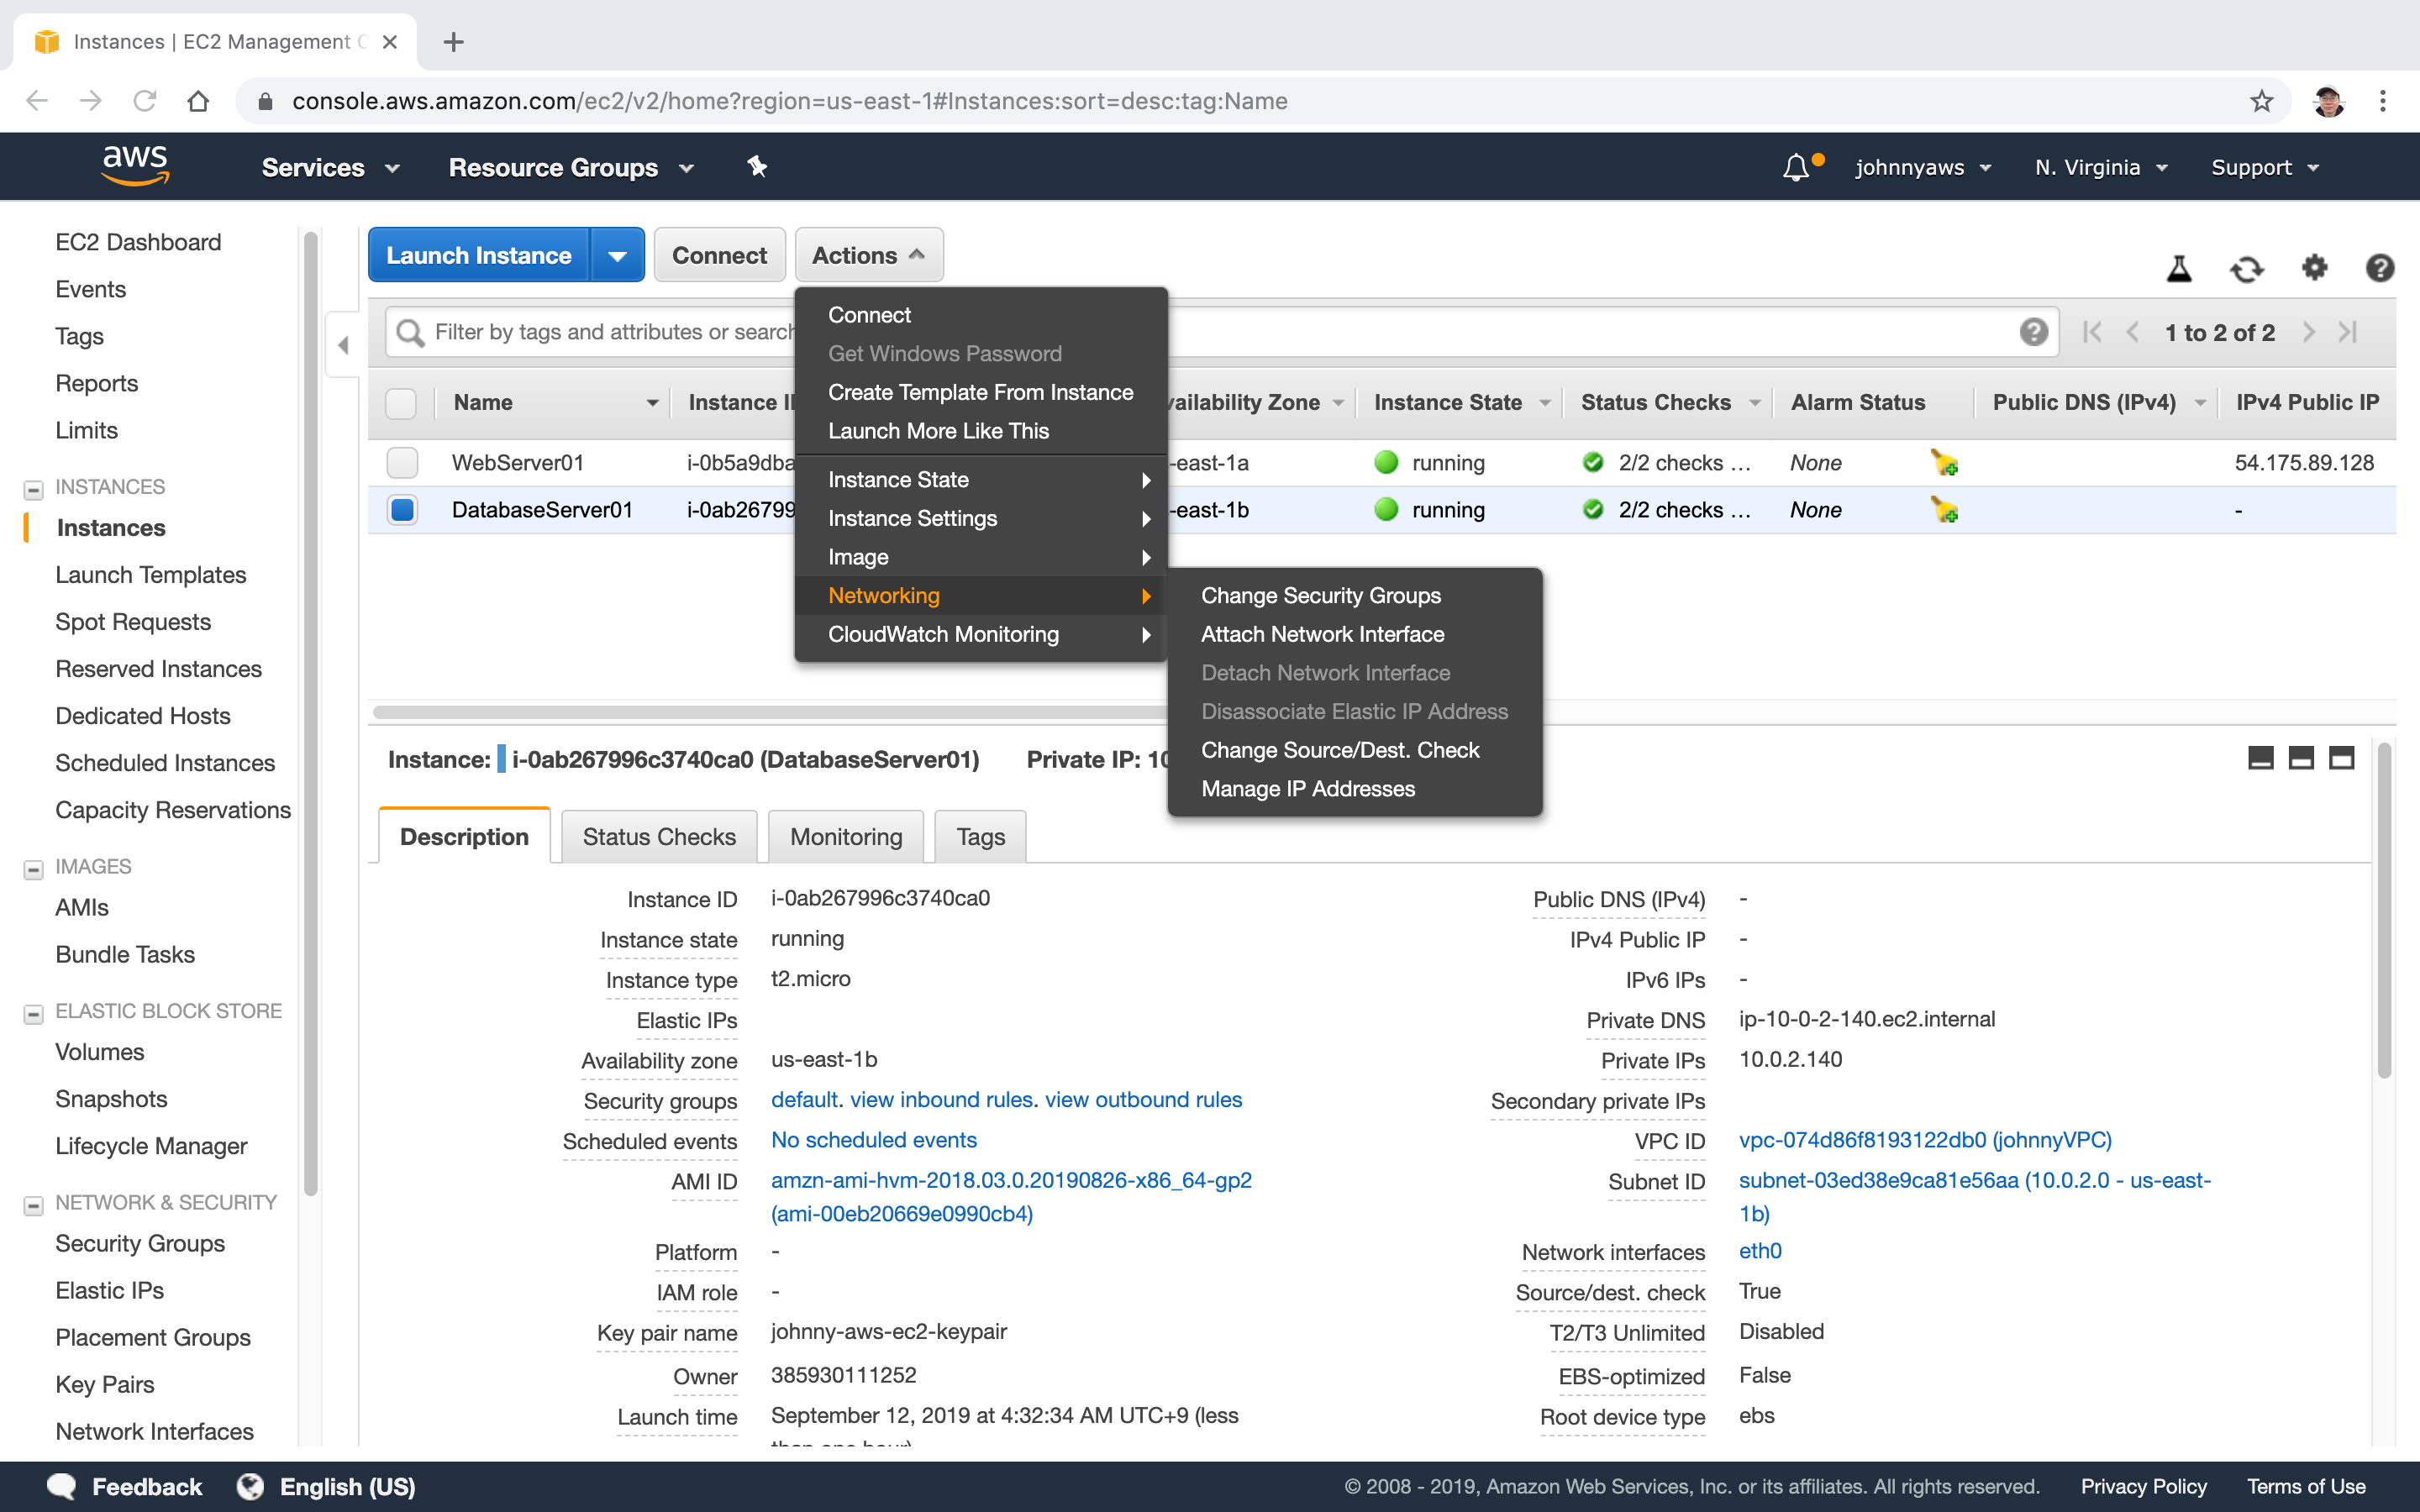 Instances | EC2 Management C
console.aws.amazon.com/ec2/v2/home?region=us-east-1#Instances:sort=desc:tag:Name
aws
Services
Resource Groups
johnnyaws
N. Virginia
Support
EC2 Dashboard
Events
Tags
Reports
Limits
INSTANCES
Instances
Launch Templates
Spot Requests
Reserved Instances
Dedicated Hosts
Scheduled Instances
Capacity Reservations
IMAGES
AMIs
Bundle Tasks
ELASTIC BLOCK STORE
Volumes
Snapshots
Lifecycle Manager
NETWORK & SECURITY
Security Groups
Elastic IPs
Placement Groups
Key Pairs
Network Interfaces
Launch Instance
Connect
Actions
Filter by tags and attributes or search
1 to 2 of 2
Name Instance I vailability Zone Instance State Status Checks Alarm Status Public DNS (IPv4) IPv4 Public IP
WebServer01 i-0b5a9dba -east-1a running 2/2 checks ... None 54.175.89.128
DatabaseServer01 i-0ab26799 -east-1b running 2/2 checks ... None -
Connect
Get Windows Password
Create Template From Instance
Launch More Like This
Instance State
Instance Settings
Image
Networking
CloudWatch Monitoring
Change Security Groups
Attach Network Interface
Detach Network Interface
Disassociate Elastic IP Address
Change Source/Dest. Check
Manage IP Addresses
Instance: i-0ab267996c3740ca0 (DatabaseServer01) Private IP: 10
Description
Status Checks
Monitoring
Tags
Instance ID i-0ab267996c3740ca0
Instance state running
Instance type t2.micro
Elastic IPs
Availability zone us-east-1b
Security groups default. view inbound rules. view outbound rules
Scheduled events No scheduled events
AMI ID amzn-ami-hvm-2018.03.0.20190826-x86_64-gp2
(ami-00eb20669e0990cb4)
Platform -
IAM role -
Key pair name johnny-aws-ec2-keypair
Owner 385930111252
Launch time September 12, 2019 at 4:32:34 AM UTC+9 (less
than one hour)
Public DNS (IPv4) -
IPv4 Public IP -
IPv6 IPs -
Private DNS ip-10-0-2-140.ec2.internal
Private IPs 10.0.2.140
Secondary private IPs
VPC ID vpc-074d86f8193122db0 (johnnyVPC)
Subnet ID subnet-03ed38e9ca81e56aa (10.0.2.0 - us-east-
1b)
Network interfaces eth0
Source/dest. check True
T2/T3 Unlimited Disabled
EBS-optimized False
Root device type ebs
Feedback
English (US)
© 2008 - 2019, Amazon Web Services, Inc. or its affiliates. All rights reserved.
Privacy Policy
Terms of Use